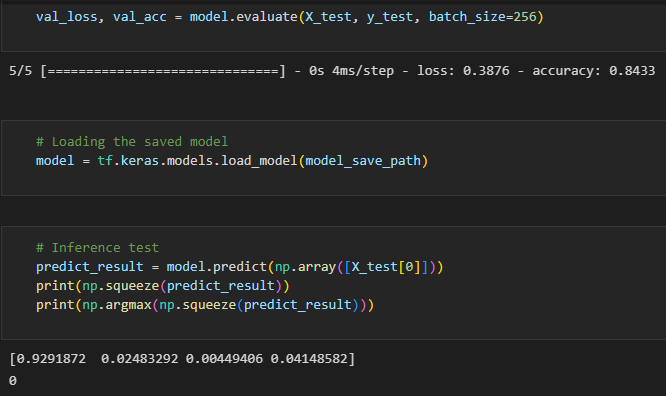 val_loss, val_acc = model.evaluate(X_test, y_test, batch_size=256)
5/5 [==============================] - 0s 4ms/step - loss: 0.3876 - accuracy: 0.8433
# Loading the saved model
model = tf.keras.models.load_model(model_save_path)
# Inference test
predict_result = model.predict(np.array([X_test[0]]))
print(np.squeeze(predict_result))
print(np.argmax(np.squeeze(predict_result)))
[0.9291872  0.02483292 0.00449406 0.04148582]
0